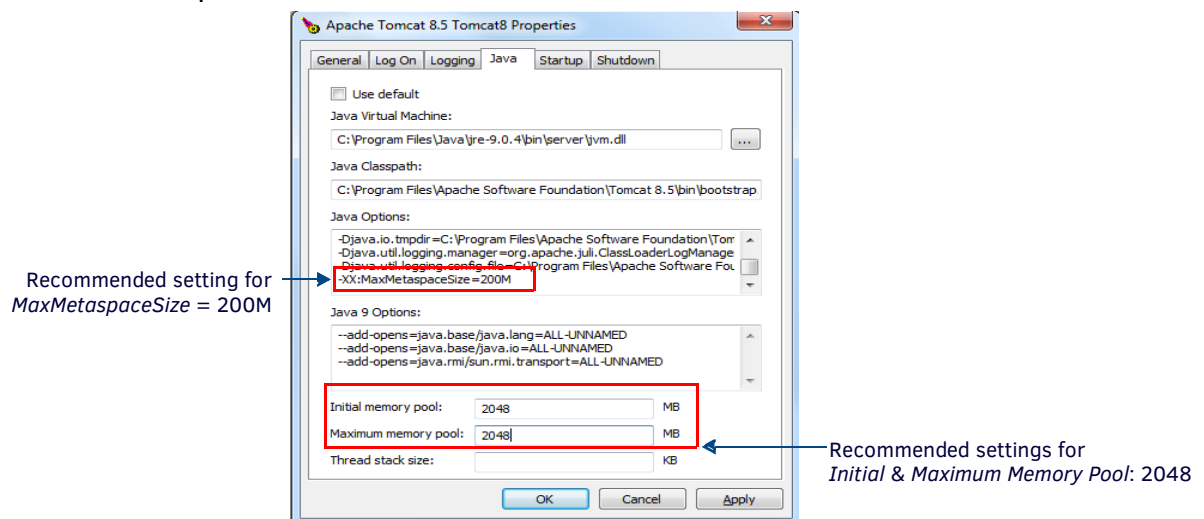 Apache Tomcat 8.5 Tomcat8 Properties
General Log On Logging Java Startup Shutdown
Use default
Java Virtual Machine:
C:\Program Files\Java\jre-9.0.4\bin\server\jvm.dll
...
Java Classpath:
C:\Program Files\Apache Software Foundation\Tomcat 8.5\bin\bootstrap
Java Options:
-Djava.io.tmpdir=C:\Program Files\Apache Software Foundation\Tom
-Djava.util.logging.manager=org.apache.juli.ClassLoaderLogManage
-Djava.util.logging.config.file=C:\Program Files\Apache Software Fou
-XX:MaxMetaspaceSize=200M
Recommended setting for
MaxMetaspaceSize = 200M
Java 9 Options:
--add-opens=java.base/java.lang=ALL-UNNAMED
--add-opens=java.base/java.io=ALL-UNNAMED
--add-opens=java.rmi/sun.rmi.transport=ALL-UNNAMED
Initial memory pool: 2048 MB
Maximum memory pool: 2048 MB
Thread stack size: KB
Recommended settings for
Initial & Maximum Memory Pool: 2048
OK Cancel Apply